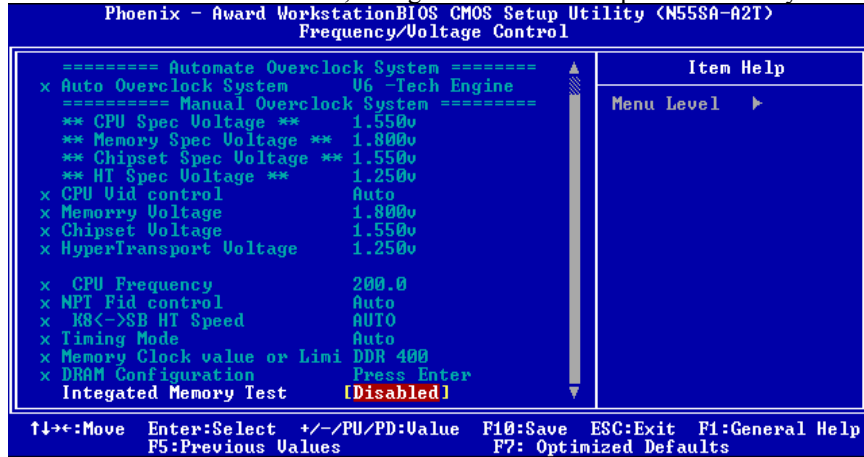 Phoenix - Award WorkstationBIOS CMOS Setup Utility (N55SA-A2T)
Frequency/Voltage Control
========= Automate Overclock System ========
x Auto Overclock System V6 -Tech Engine
========== Manual Overclock System =========
** CPU Spec Voltage ** 1.550v
** Memory Spec Voltage ** 1.800v
** Chipset Spec Voltage ** 1.550v
** HT Spec Voltage ** 1.250v
x CPU Vid control Auto
x Memorry Voltage 1.800v
x Chipset Voltage 1.550v
x HyperTransport Voltage 1.250v
x CPU Frequency 200.0
x NPT Fid control Auto
x K8<->SB HT Speed AUTO
x Timing Mode Auto
x Memory Clock value or Limi DDR 400
x DRAM Configuration Press Enter
Integated Memory Test [Disabled]
Item Help
Menu Level ▶
↑↓→←:Move Enter:Select +/-/PU/PD:Value F10:Save ESC:Exit F1:General Help
F5:Previous Values F7: Optimized Defaults